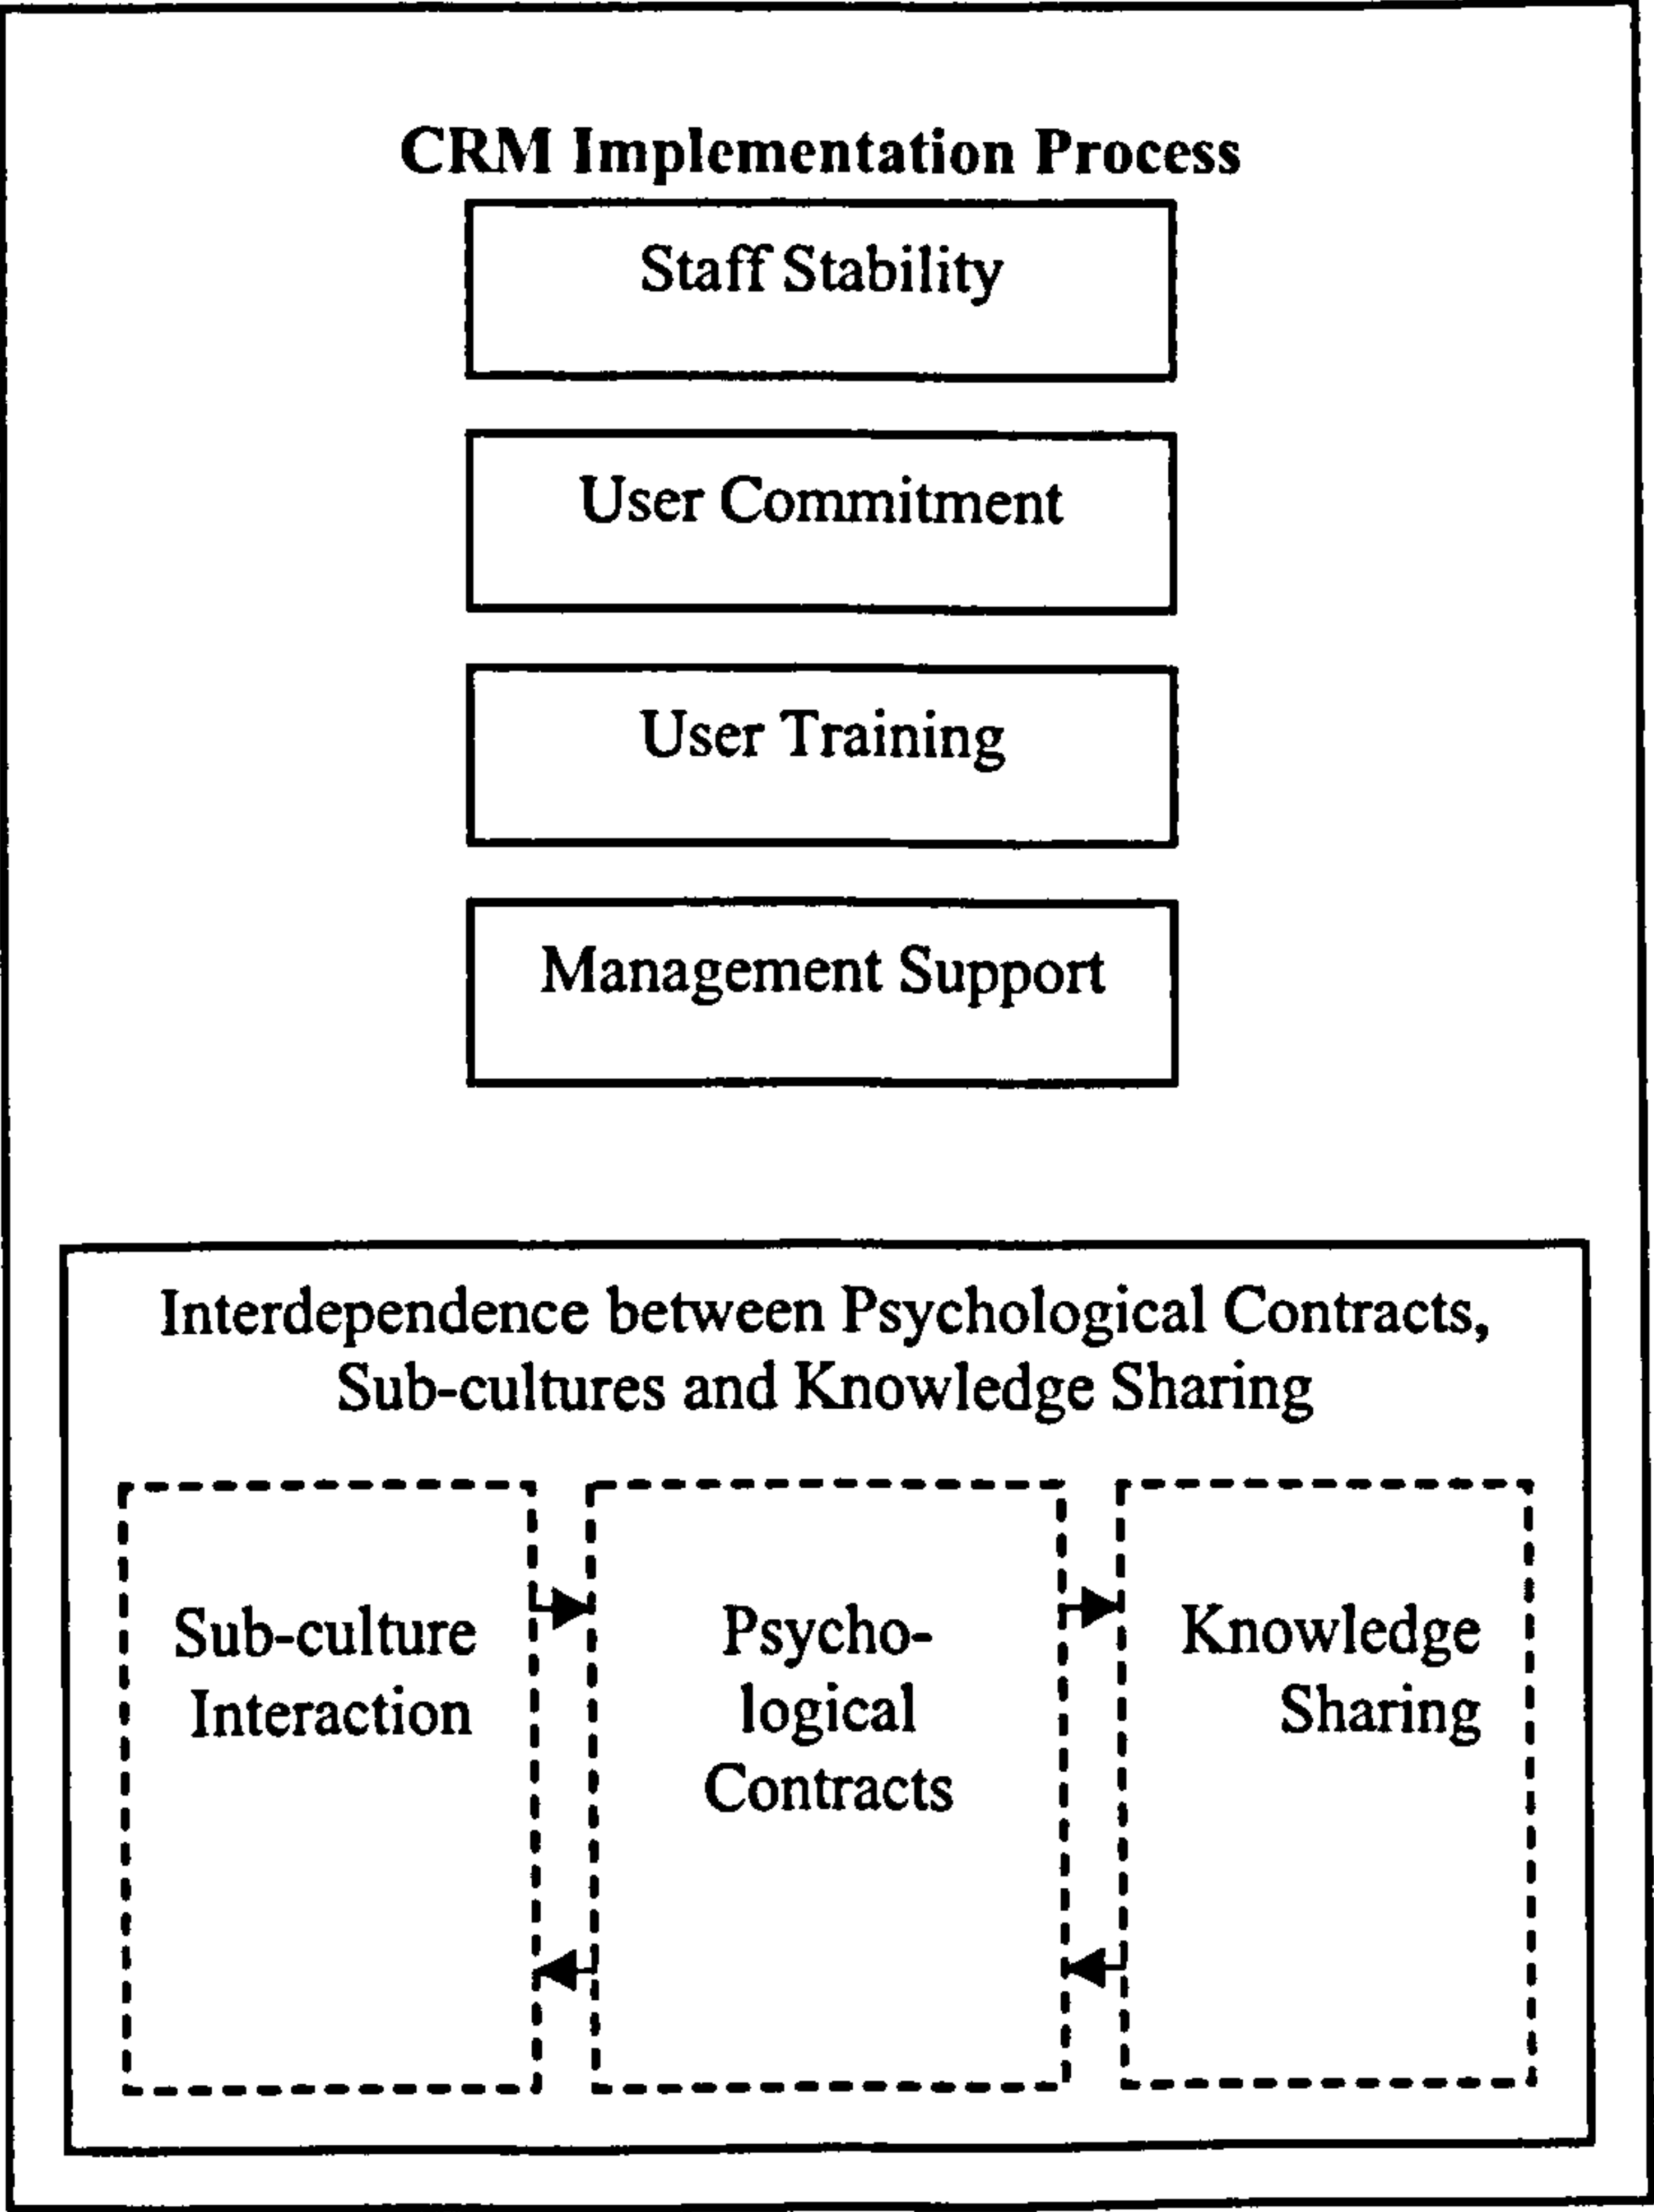 CRM Implementation Process
Staff Stability
User Commitment
User Training
Management Support
Interdependence between Psychological Contracts,
Sub-cultures and Knowledge Sharing
Sub-culture
Interaction
Psycho-
logical
Contracts
Knowledge
Sharing